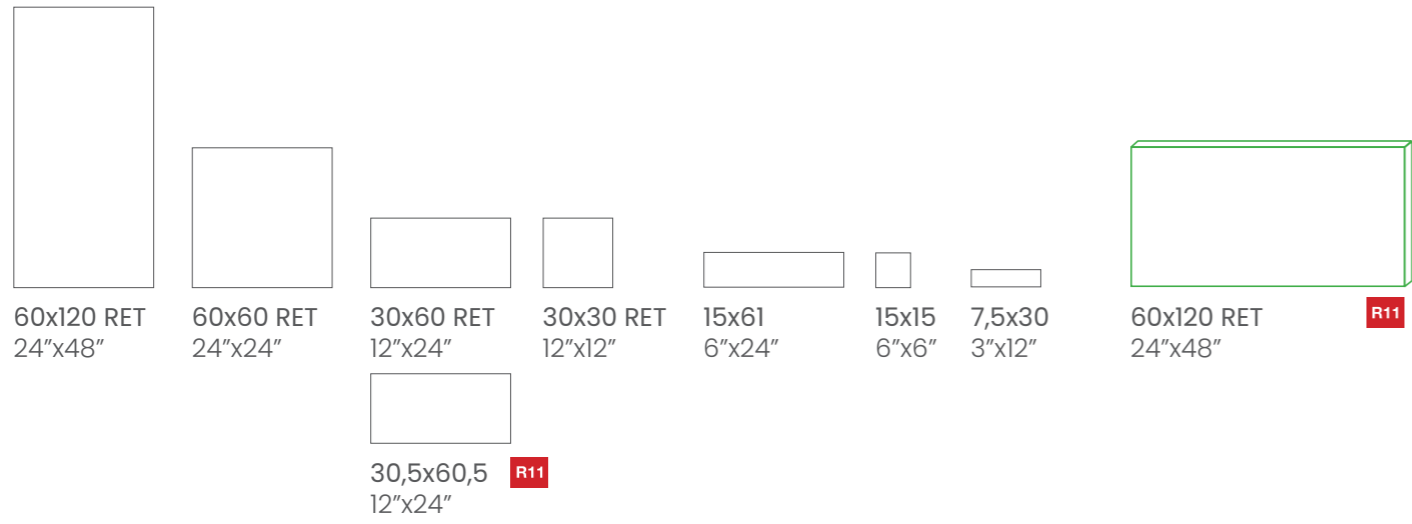 60x120 RET
24”x48”
60x60 RET
24”x24”
30x60 RET
12”x24”
30x30 RET
12”x12”
15x61
6”x24”
15x15
6”x6”
7,5x30
3”x12”
60x120 RET R11
24”x48”
30,5x60,5 R11
12”x24”